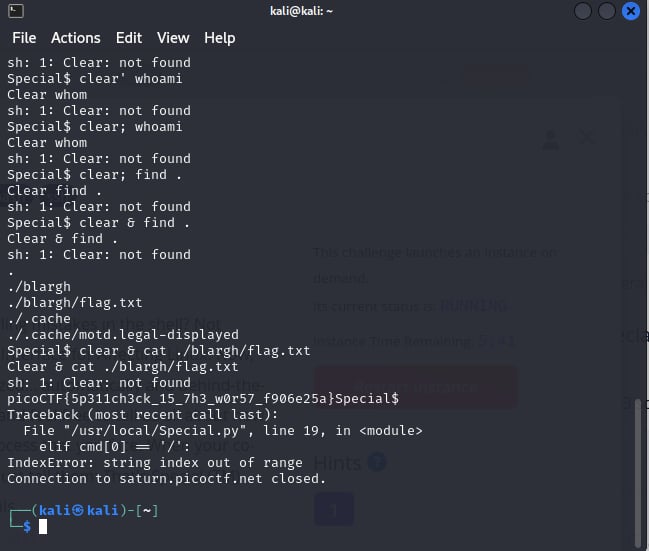 kali@kali: ~
File Actions Edit View Help
sh: 1: Clear: not found
Special$ clear' whoami
Clear whom
sh: 1: Clear: not found
Special$ clear; whoami
Clear whom
sh: 1: Clear: not found
Special$ clear; find .
Clear find .
sh: 1: Clear: not found
Special$ clear & find .
Clear & find .
sh: 1: Clear: not found
.
./blargh
./blargh/flag.txt
./.cache
./.cache/motd.legal-displayed
Special$ clear & cat ./blargh/flag.txt
Clear & cat ./blargh/flag.txt
sh: 1: Clear: not found
picoCTF{5p311ch3ck_15_7h3_w0r57_f906e25a}Special$
Traceback (most recent call last):
File "/usr/local/Special.py", line 19, in <module>
elif cmd[0] == '/':
IndexError: string index out of range
Connection to saturn.picoctf.net closed.
┌──(kali㉿kali)-[~]
└─$
This challenge launches an instance on
demand.
Its current status is: RUNNING
Instance Time Remaining: 5:41
Restart Instance
Hints ?
1